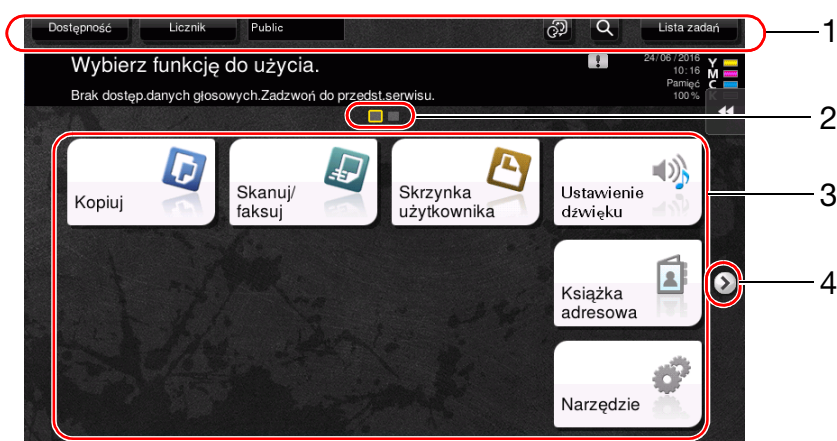 Dostępność Licznik Public Lista zadań
1
Wybierz funkcję do użycia.
24/06/2016
10:16
Pamięć
100%
Y
M
C
K
Brak dostęp.danych głosowych.Zadzwoń do przedst.serwisu.
2
Kopiuj
Skanuj/
faksuj
Skrzynka
użytkownika
Ustawienie
dźwięku
3
Książka
adresowa
4
Narzędzie